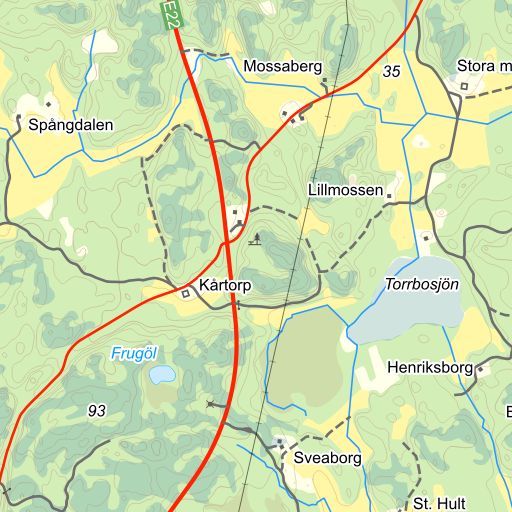 E22
Mossaberg
35
Stora m
Spångdalen
Lillmossen
Kårtorp
Torrbosjön
Frugöl
Henriksborg
93
Sveaborg
St. Hult